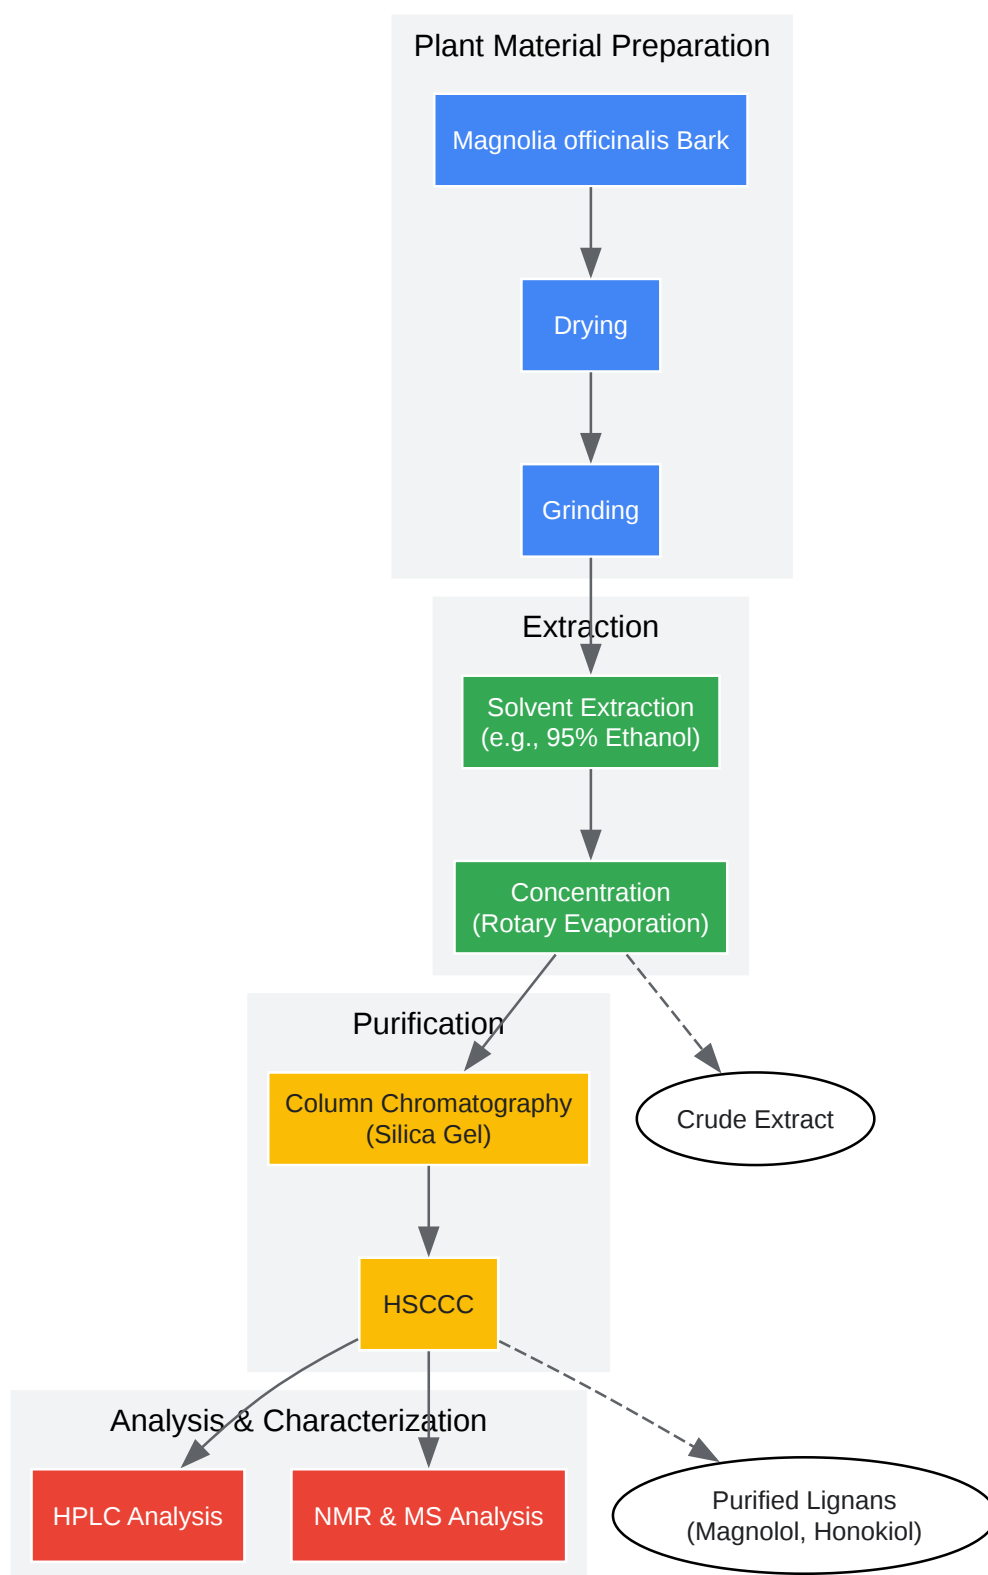 Plant Material Preparation
Magnolia officinalis Bark
Drying
Grinding
Extraction
Solvent Extraction
(e.g., 95% Ethanol)
Concentration
(Rotary Evaporation)
Purification
Column Chromatography
(Silica Gel)
Crude Extract
HSCCC
Analysis & Characterization
HPLC Analysis
NMR & MS Analysis
Purified Lignans
(Magnolol, Honokiol)